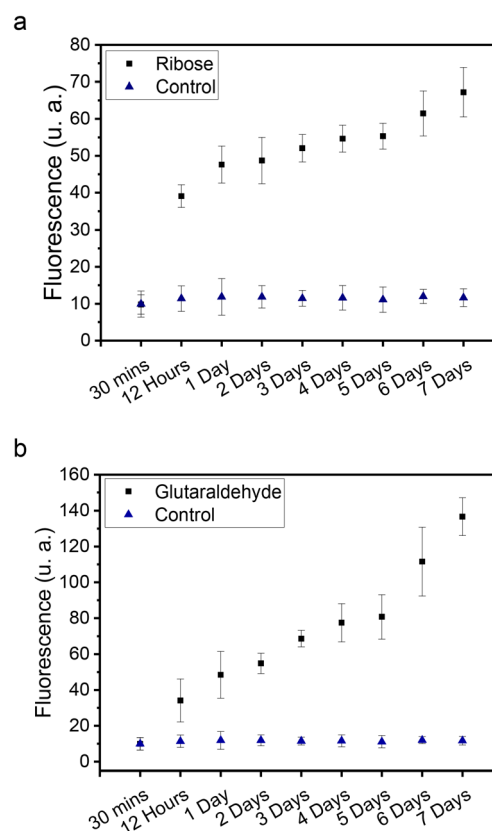 a
80
70
60
50
40
30
20
10
0
Fluorescence (u. a.)
Ribose
Control
30 mins
12 Hours
1 Day
2 Days
3 Days
4 Days
5 Days
6 Days
7 Days
b
160
140
120
100
80
60
40
20
0
Fluorescence (u. a.)
Glutaraldehyde
Control
30 mins
12 Hours
1 Day
2 Days
3 Days
4 Days
5 Days
6 Days
7 Days